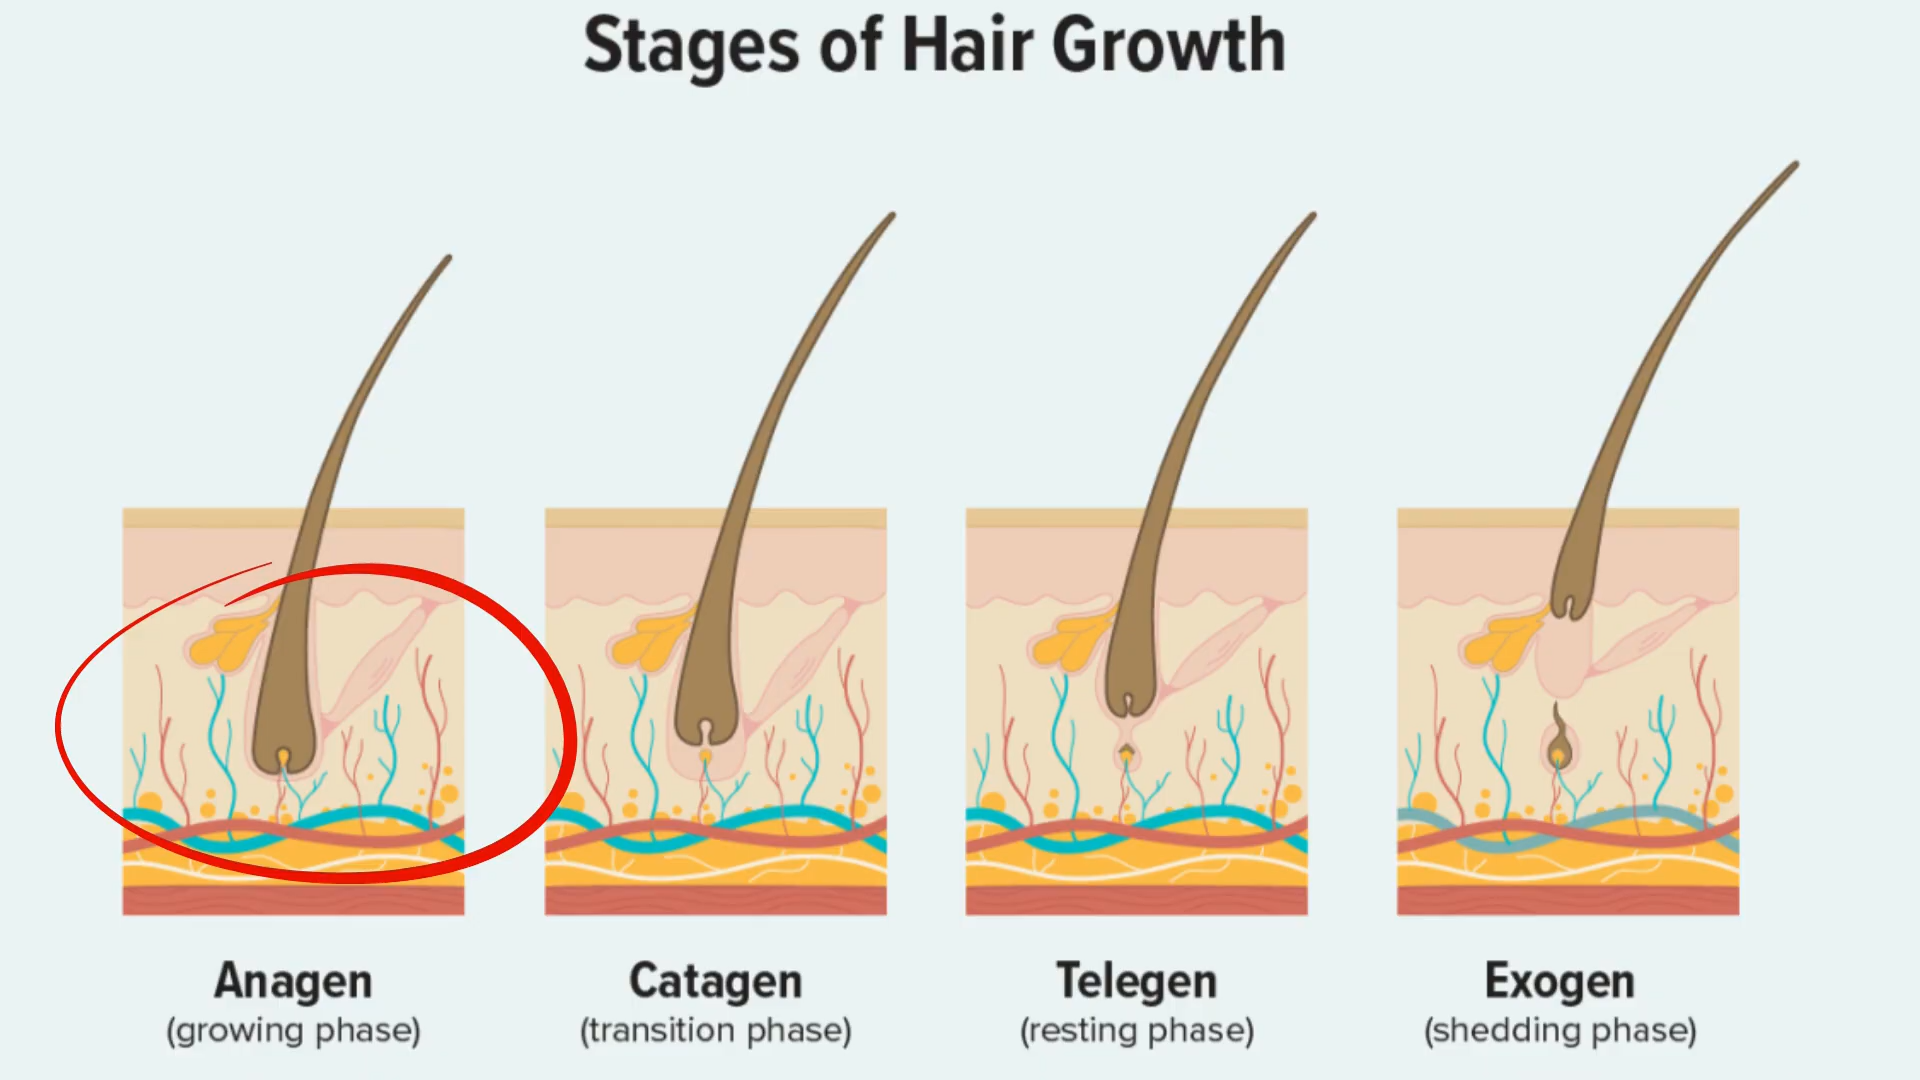 Stages of Hair Growth
Anagen
(growing phase)
Catagen
(transition phase)
Telegen
(resting phase)
Exogen
(shedding phase)